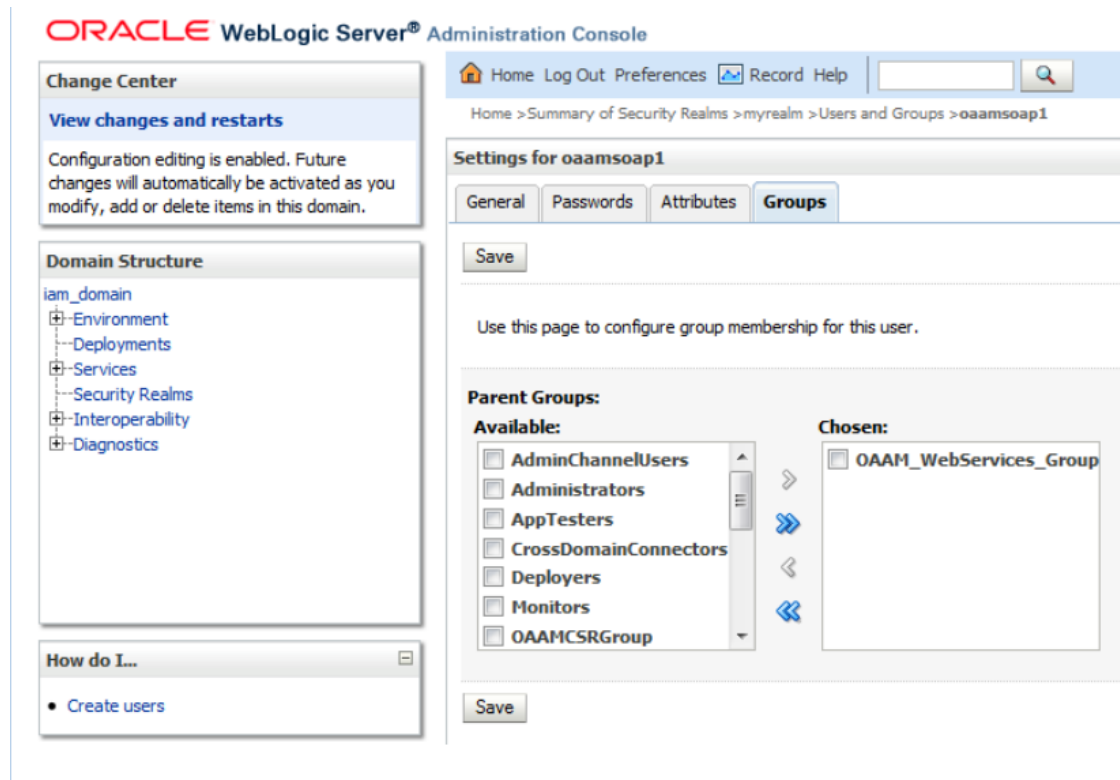 ORACLE WebLogic Server® Administration Console
Change Center
View changes and restarts
Configuration editing is enabled. Future
changes will automatically be activated as you
modify, add or delete items in this domain.
Domain Structure
iam_domain
Environment
Deployments
Services
Security Realms
Interoperability
Diagnostics
How do I...
Create users
Home Log Out Preferences Record Help
Home >Summary of Security Realms >myrealm >Users and Groups >oaamsoap1
Settings for oaamsoap1
General Passwords Attributes Groups
Save
Use this page to configure group membership for this user.
Parent Groups:
Available:
AdminChannelUsers
Administrators
AppTesters
CrossDomainConnectors
Deployers
Monitors
OAAMCSRGroup
Chosen:
OAAM_WebServices_Group
Save